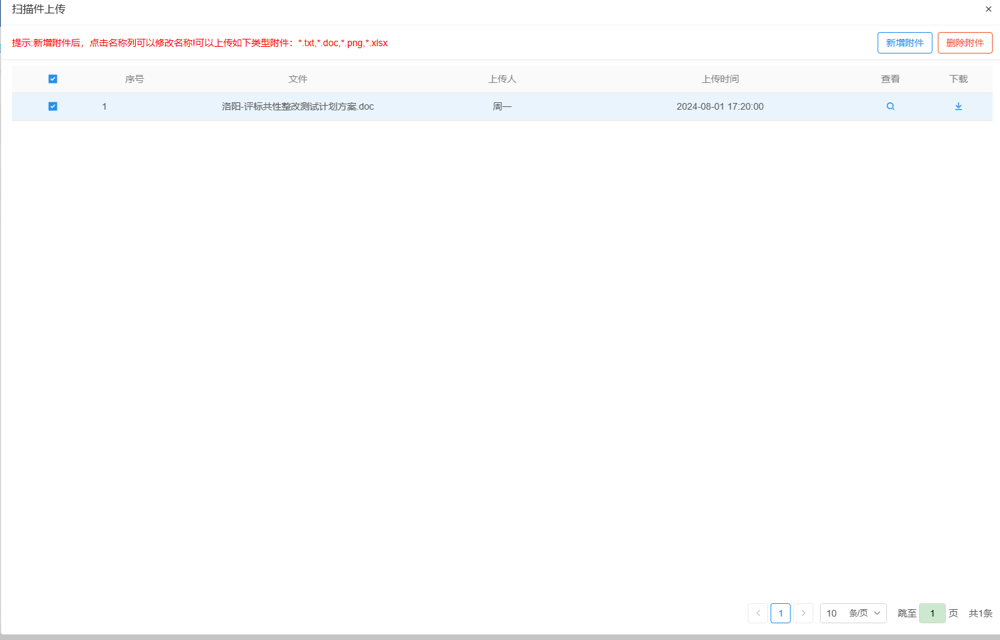 扫描件上传
提示:新增附件后，点击名称列可以修改名称!可以上传如下类型附件：*.txt,*.doc,*.png,*.xlsx
新增附件 删除附件
序号 文件 上传人 上传时间 查看 下载
1 洛阳-评标共性整改测试计划方案.doc 周一 2024-08-01 17:20:00
1 10 条/页 跳至 1 页 共1条